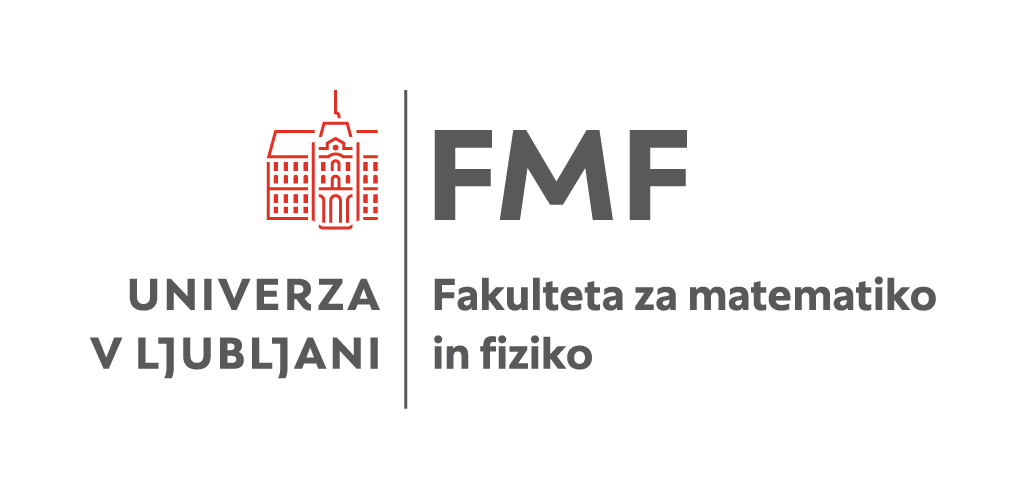 UNIVERZA
V LJUBLJANI
FMF
Fakulteta za matematiko
in fiziko